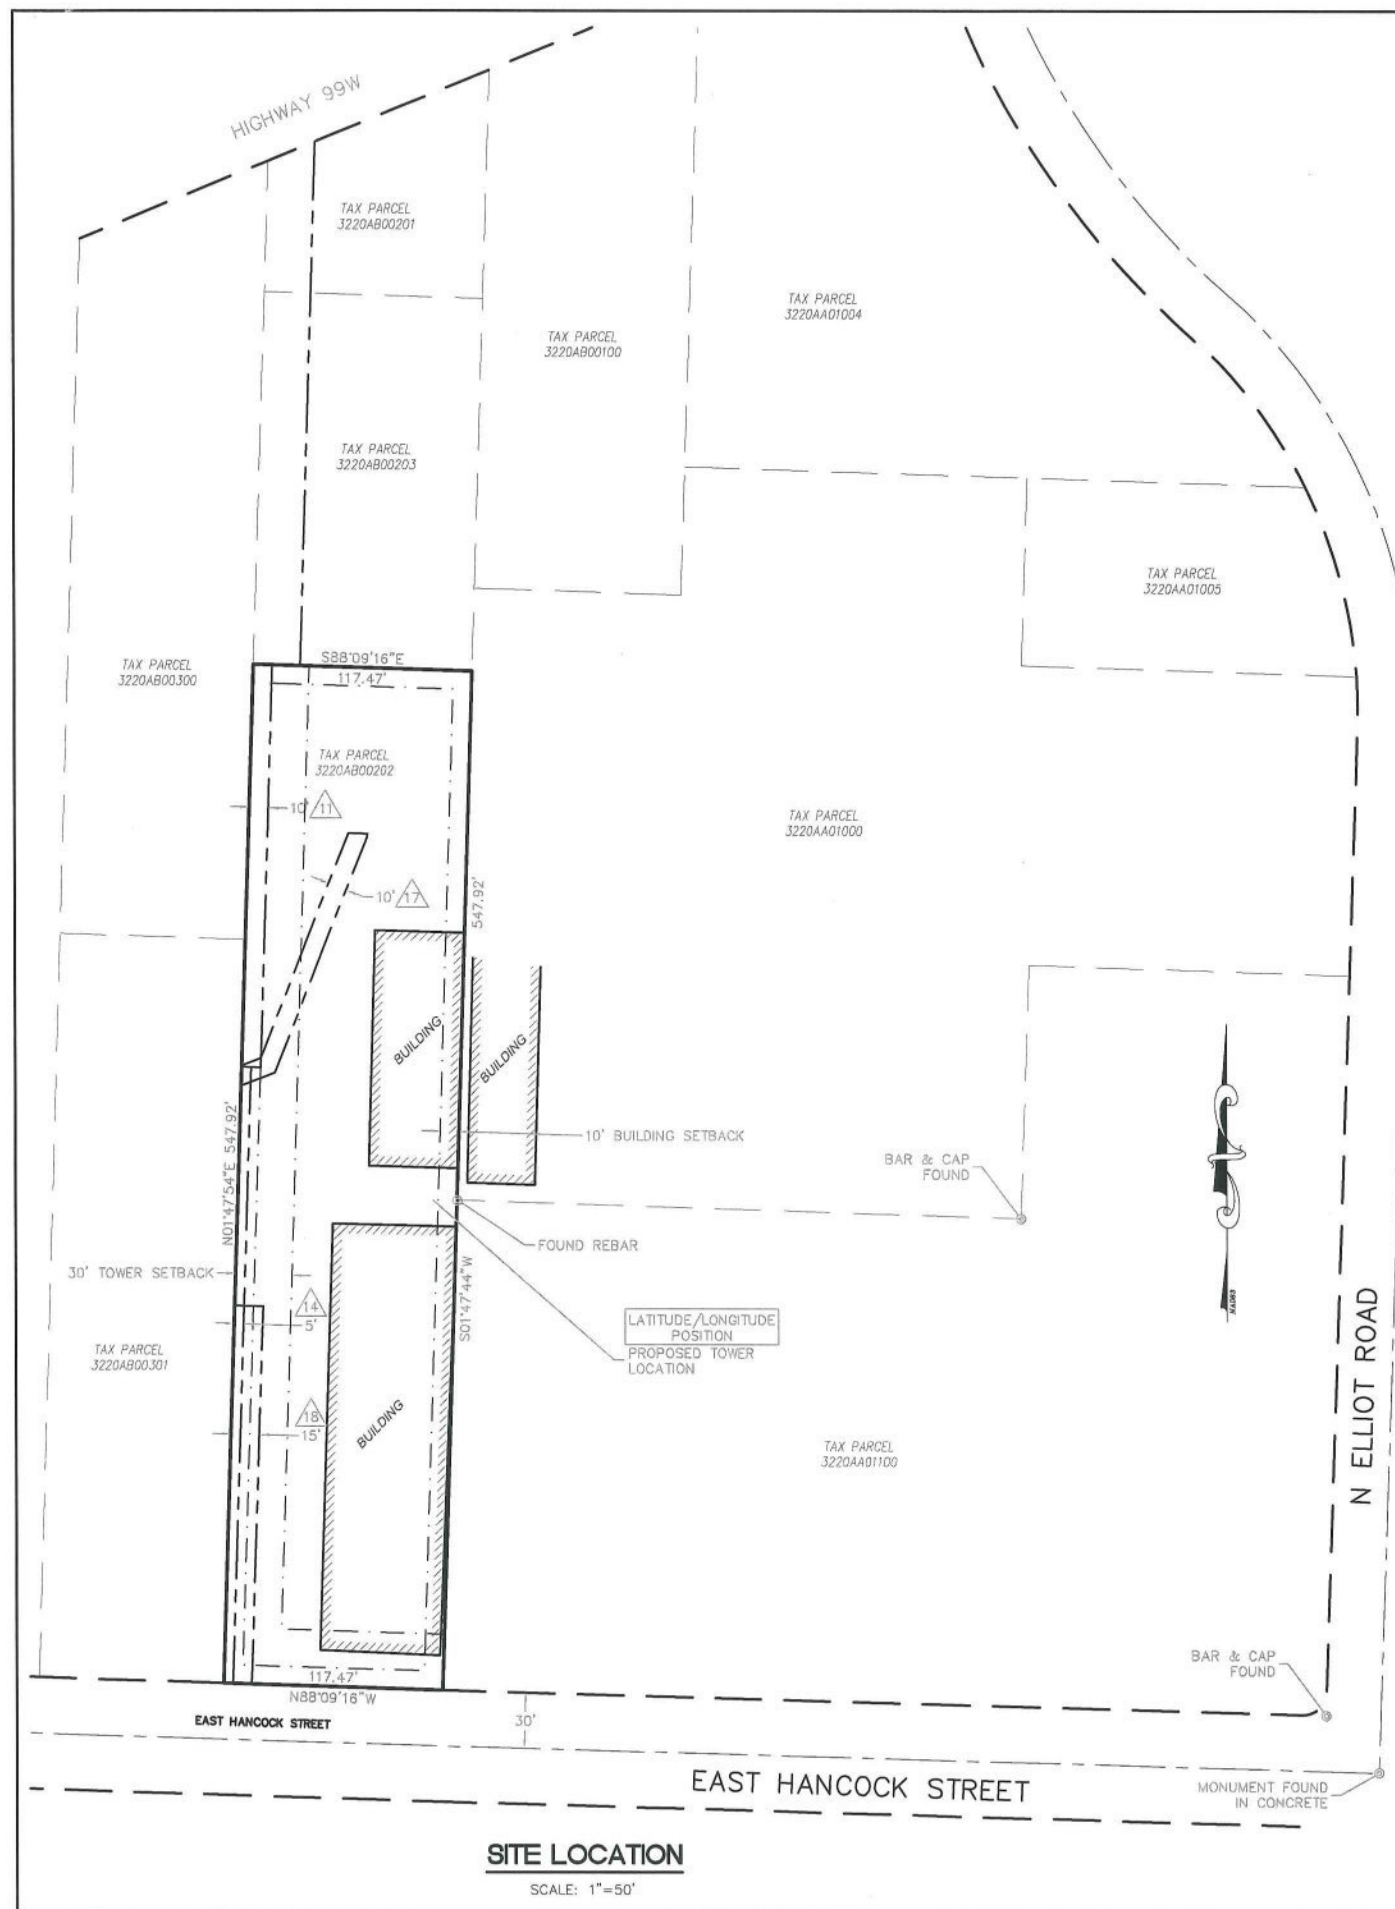 HIGHWAY 99W
TAX PARCEL
3220AB00201
TAX PARCEL
3220AA01004
TAX PARCEL
3220AB00100
TAX PARCEL
3220AB00203
TAX PARCEL
3220AA01005
TAX PARCEL
3220AB00300
S88°09'16"E
117.47'
TAX PARCEL
3220AB00202
10' 11
TAX PARCEL
3220AA01000
10' 17
547.92'
BUILDING
BUILDING
N01°47'54"E 547.92'
10' BUILDING SETBACK
BAR & CAP
FOUND
FOUND REBAR
30' TOWER SETBACK
S01°47'44"W
14
5'
LATITUDE/LONGITUDE
POSITION
PROPOSED TOWER
LOCATION
NAD83
TAX PARCEL
3220AB00301
18
15'
BUILDING
TAX PARCEL
3220AA01100
N ELLIOT ROAD
BAR & CAP
FOUND
117.47'
N88°09'16"W
EAST HANCOCK STREET
30'
EAST HANCOCK STREET
MONUMENT FOUND
IN CONCRETE
SITE LOCATION
SCALE: 1"=50'